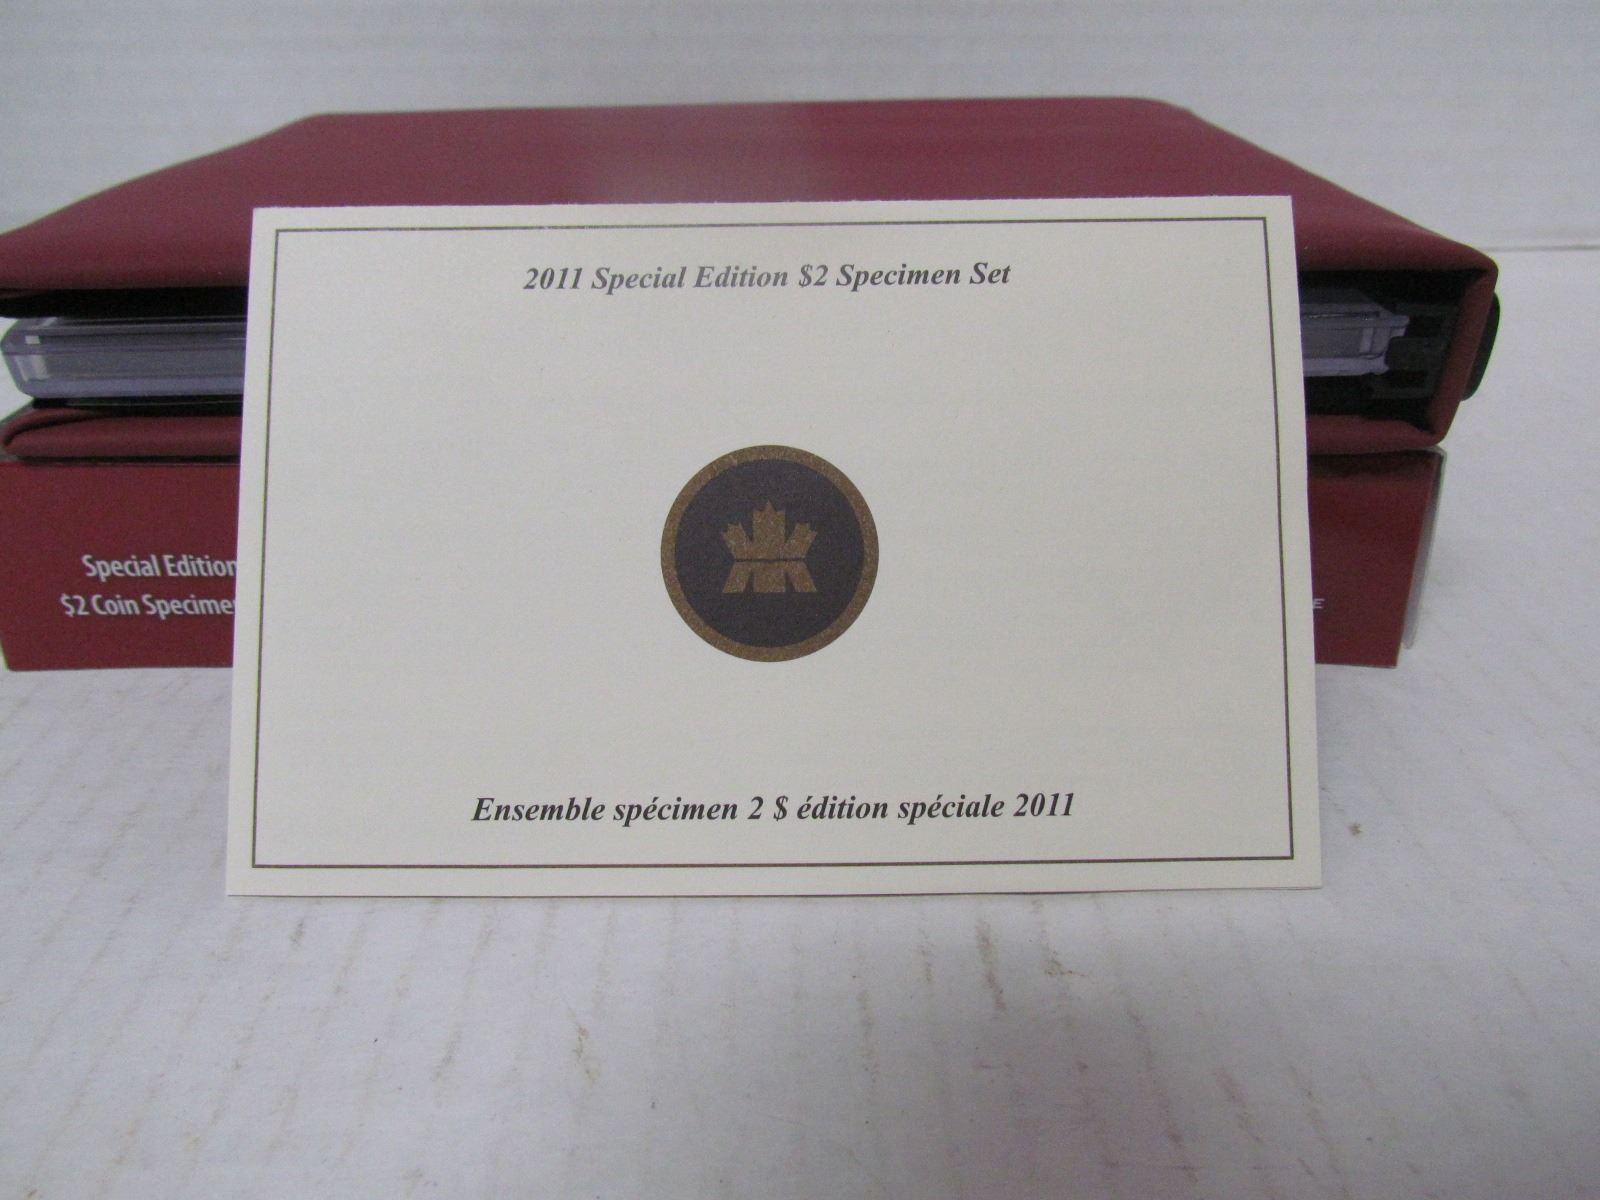 2011 Special Edition $2 Specimen Set
Special Edition
$2 Coin Specimen
Ensemble spécimen 2 $ édition spéciale 2011